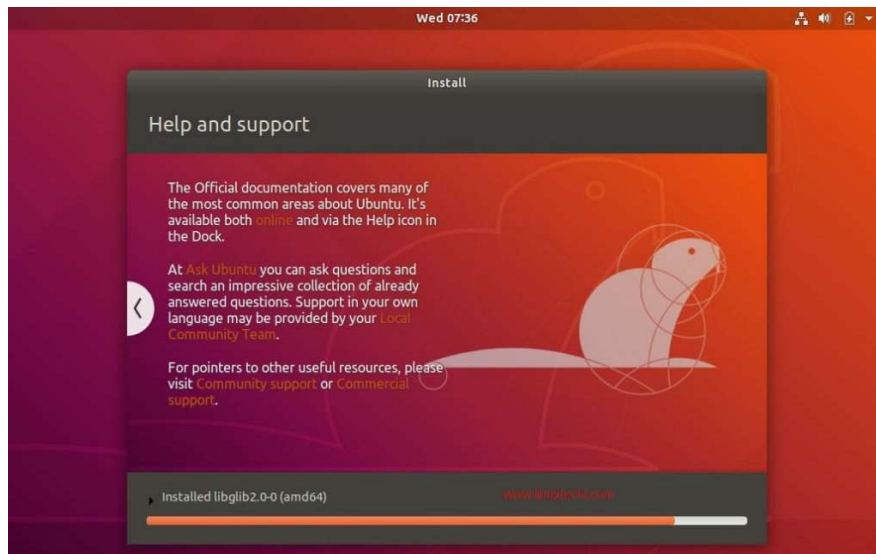 Wed 07:36
Install
Help and support
The Official documentation covers many of
the most common areas about Ubuntu. It's
available both online and via the Help icon in
the Dock.
At Ask Ubuntu you can ask questions and
search an impressive collection of already
answered questions. Support in your own
language may be provided by your Local
Community Team.
For pointers to other useful resources, please
visit Community support or Commercial
support.
Installed libglib2.0-0 (amd64)